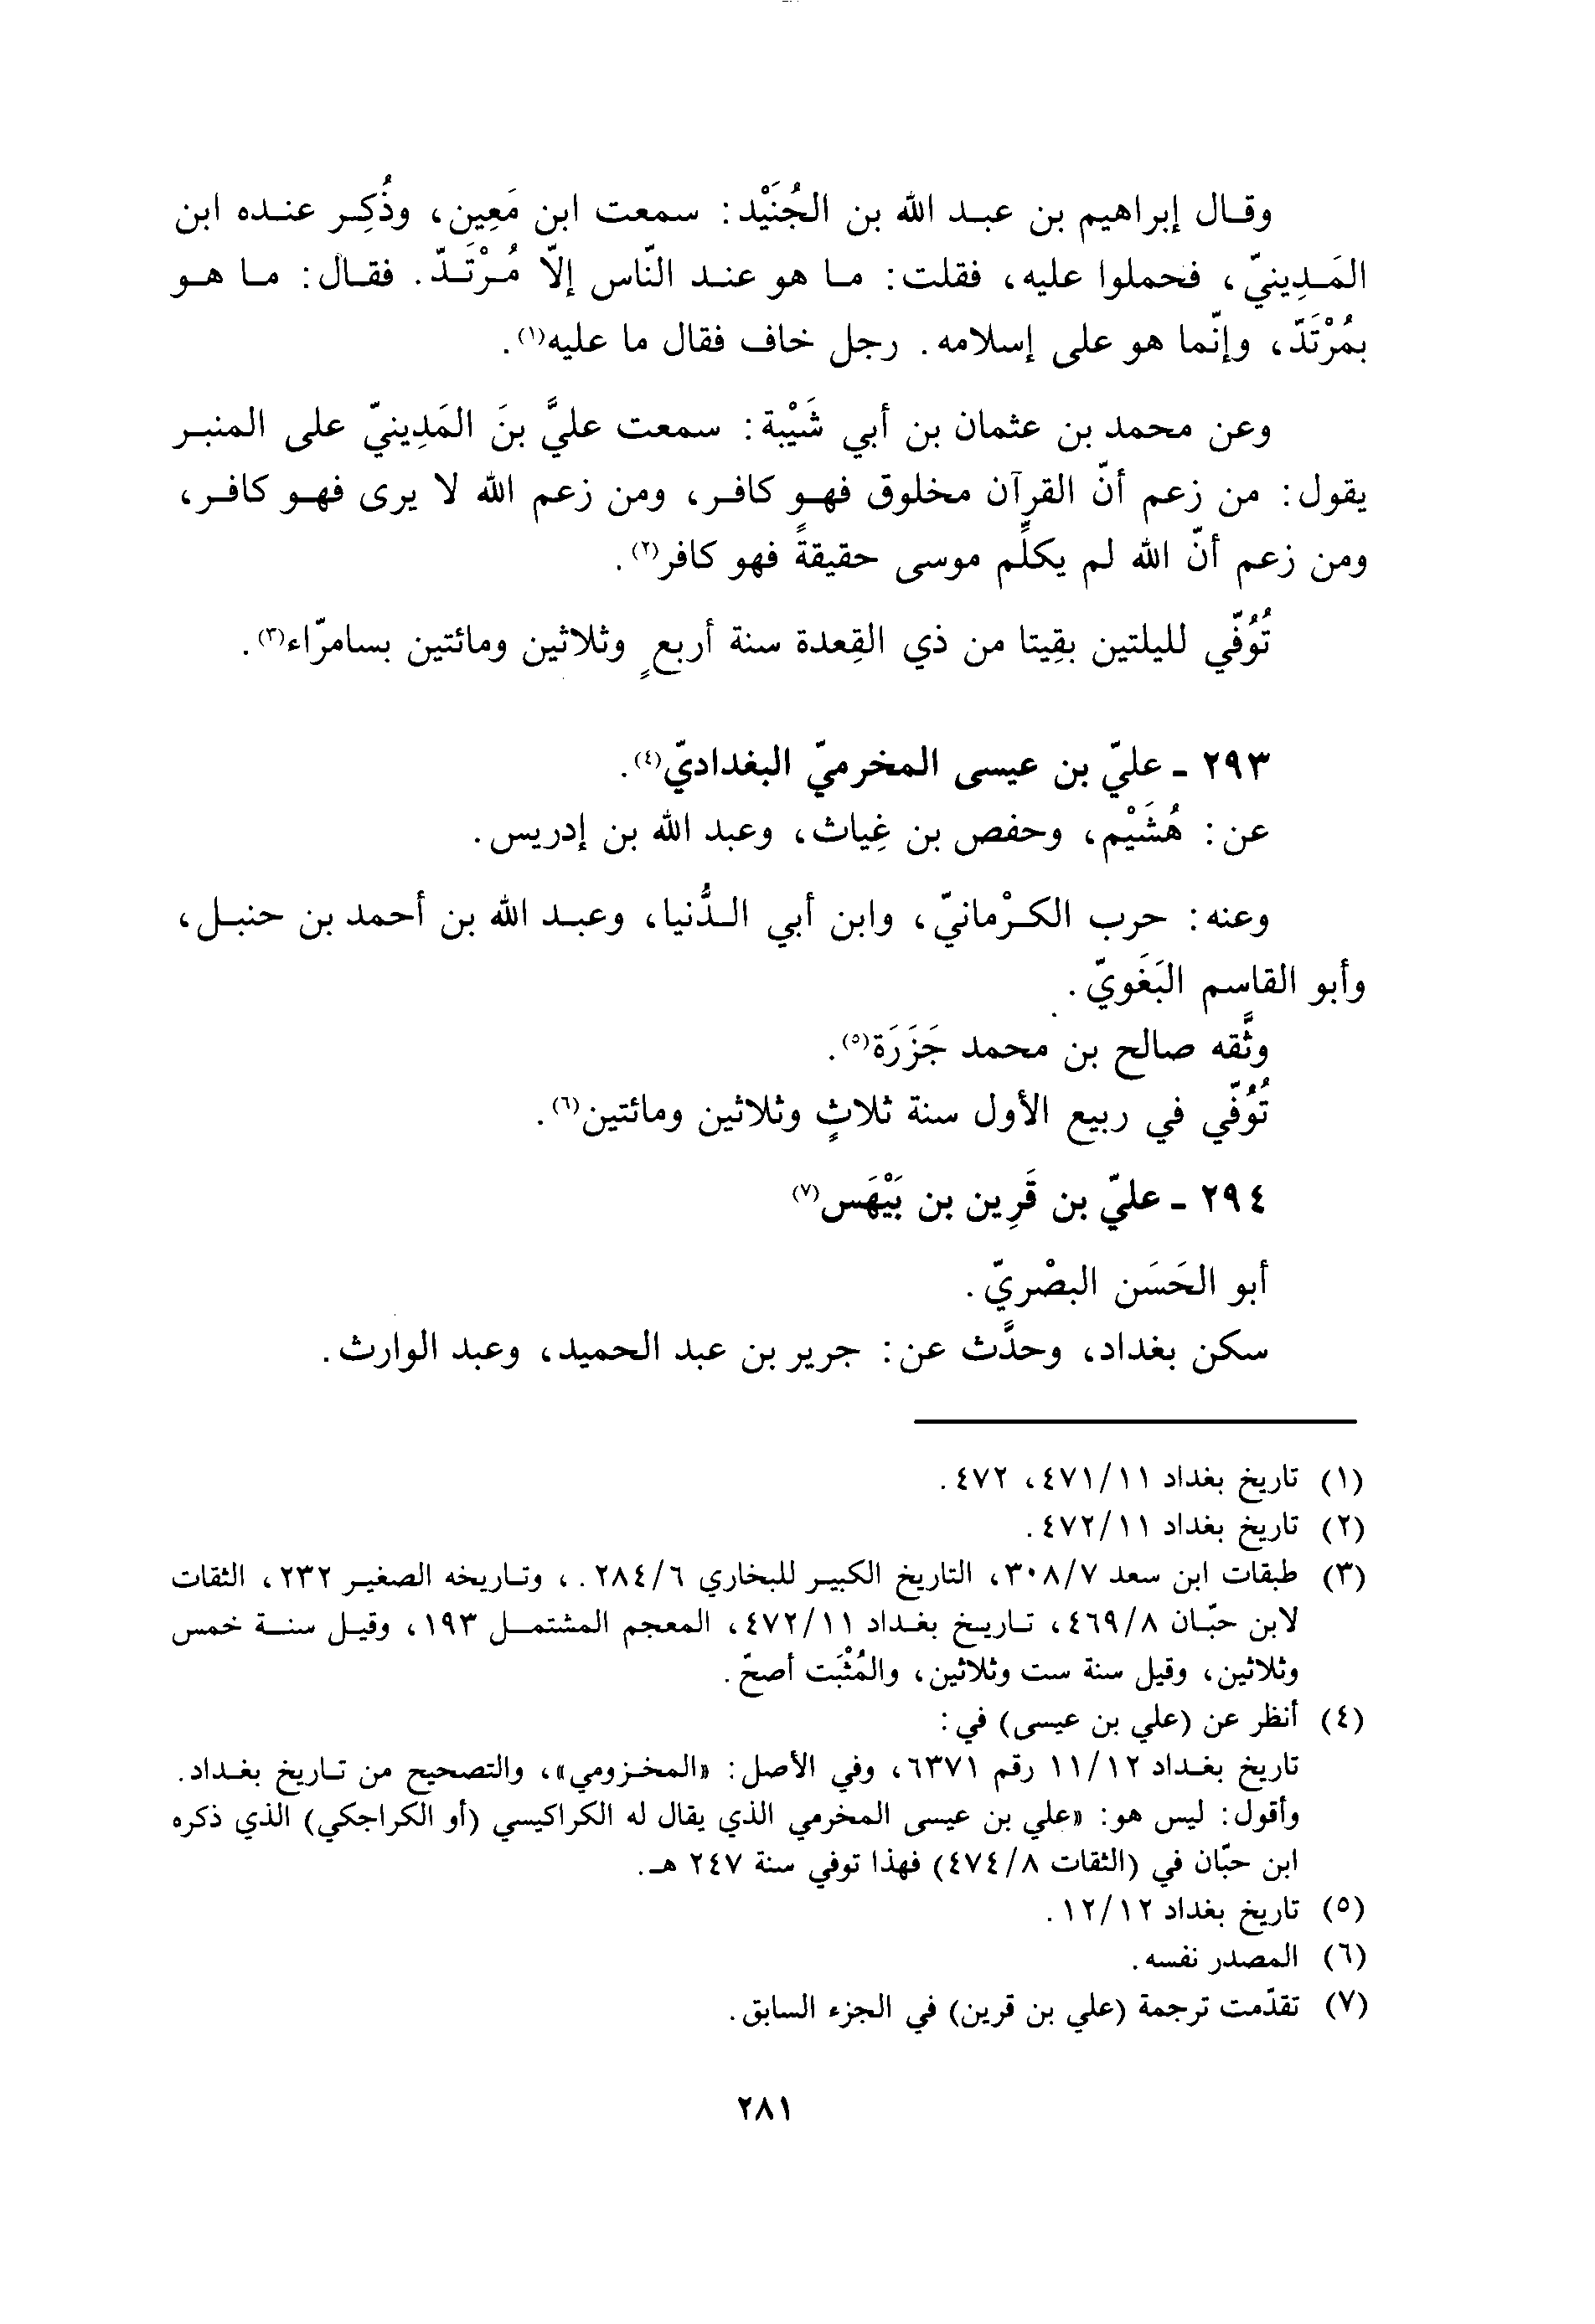 وقال إبراهيم بن عبد الله بن الجُنَيْد: سمعت ابن مَعِين، وذُكِر عنده ابن
المَدِينيّ، فحملوا عليه، فقلت: ما هو عند النّاس إلاّ مُرْتَدّ. فقال: ما هو
بمُرْتَدّ، وإنّما هو على إسلامه. رجل خاف فقال ما عليه(١).
وعن محمد بن عثمان بن أبي شَيْبة: سمعت عليَّ بنَ المَدِينيّ على المنبر
يقول: من زعم أنّ القرآن مخلوق فهو كافر، ومن زعم الله لا يرى فهو كافر،
ومن زعم أنّ الله لم يكلِّم موسى حقيقةً فهو كافر(٢).
تُوُفّي لليلتين بقِيتا من ذي القِعدة سنة أربعٍ وثلاثين ومائتين بسامرّاء(٣).
٢٩٣ - عليّ بن عيسى المخرميّ البغداديّ(٤).
عن: هُشَيْم، وحفص بن غِياث، وعبد الله بن إدريس.
وعنه: حرب الكرْمانيّ، وابن أبي الدُّنيا، وعبد الله بن أحمد بن حنبل،
وأبو القاسم البَغَويّ.
وثَّقه صالح بن محمد جَزَرَة(٥).
تُوُفّي في ربيع الأول سنة ثلاثٍ وثلاثين ومائتين(٦).
٢٩٤ - عليّ بن قَرِين بن بَيْهَس(٧)
أبو الحَسَن البصْريّ.
سكن بغداد، وحدَّث عن: جرير بن عبد الحميد، وعبد الوارث.
(١) تاريخ بغداد ٤٧١/١١، ٤٧٢.
(٢) تاريخ بغداد ٤٧٢/١١.
(٣) طبقات ابن سعد ٣٠٨/٧، التاريخ الكبير للبخاري ٢٨٤/٦.، وتاريخه الصغير ٢٣٢، الثقات
لابن حبّان ٤٦٩/٨، تاريخ بغداد ٤٧٢/١١، المعجم المشتمل ١٩٣، وقيل سنة خمس
وثلاثين، وقيل سنة ست وثلاثين، والمُثْبَت أصحّ.
(٤) أنظر عن (علي بن عيسى) في:
تاريخ بغداد ١١/١٢ رقم ٦٣٧١، وفي الأصل: «المخزومي»، والتصحيح من تاريخ بغداد.
وأقول: ليس هو: «علي بن عيسى المخرمي الذي يقال له الكراكيسي (أو الكراجكي) الذي ذكره
ابن حبّان في (الثقات ٤٧٤/٨) فهذا توفي سنة ٢٤٧ هـ.
(٥) تاريخ بغداد ١٢/١٢.
(٦) المصدر نفسه.
(٧) تقدّمت ترجمة (علي بن قرين) في الجزء السابق.
٢٨١